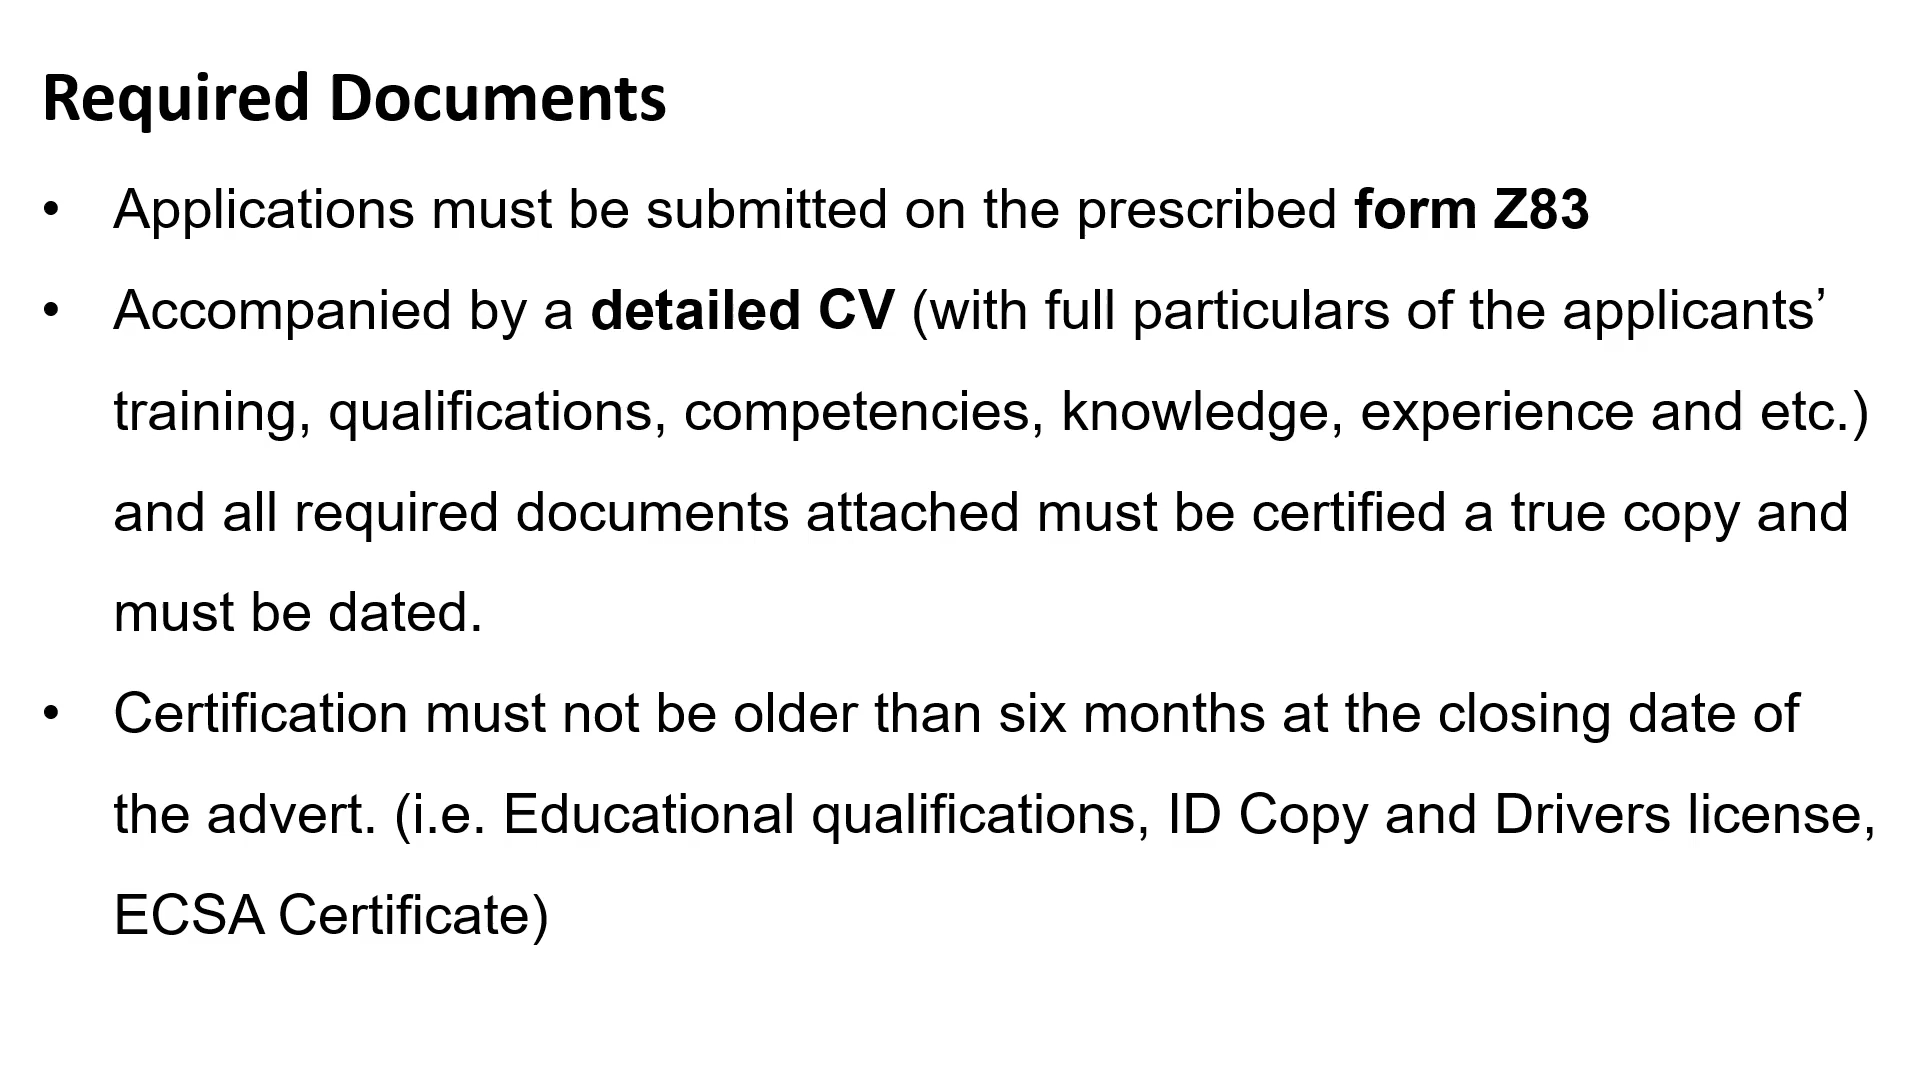 Required Documents
• Applications must be submitted on the prescribed form Z83
• Accompanied by a detailed CV (with full particulars of the applicants’
training, qualifications, competencies, knowledge, experience and etc.)
and all required documents attached must be certified a true copy and
must be dated.
• Certification must not be older than six months at the closing date of
the advert. (i.e. Educational qualifications, ID Copy and Drivers license,
ECSA Certificate)